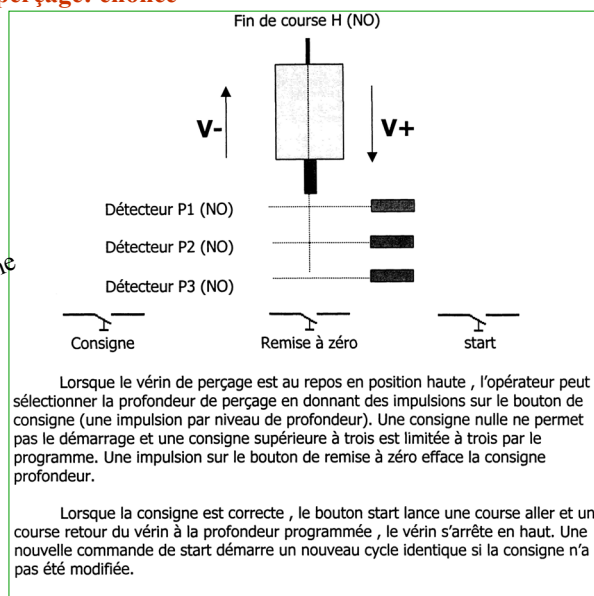 perçage: choix
Fin de course H (NO)
V-
V+
Détecteur P1 (NO)
Détecteur P2 (NO)
Détecteur P3 (NO)
Consigne
Remise à zéro
start
Lorsque le vérin de perçage est au repos en position haute , l'opérateur peut
sélectionner la profondeur de perçage en donnant des impulsions sur le bouton de
consigne (une impulsion par niveau de profondeur). Une consigne nulle ne permet
pas le démarrage et une consigne supérieure à trois est limitée à trois par le
programme. Une impulsion sur le bouton de remise à zéro efface la consigne
profondeur.
Lorsque la consigne est correcte , le bouton start lance une course aller et un
course retour du vérin à la profondeur programmée , le vérin s'arrête en haut. Une
nouvelle commande de start démarre un nouveau cycle identique si la consigne n'a
pas été modifiée.